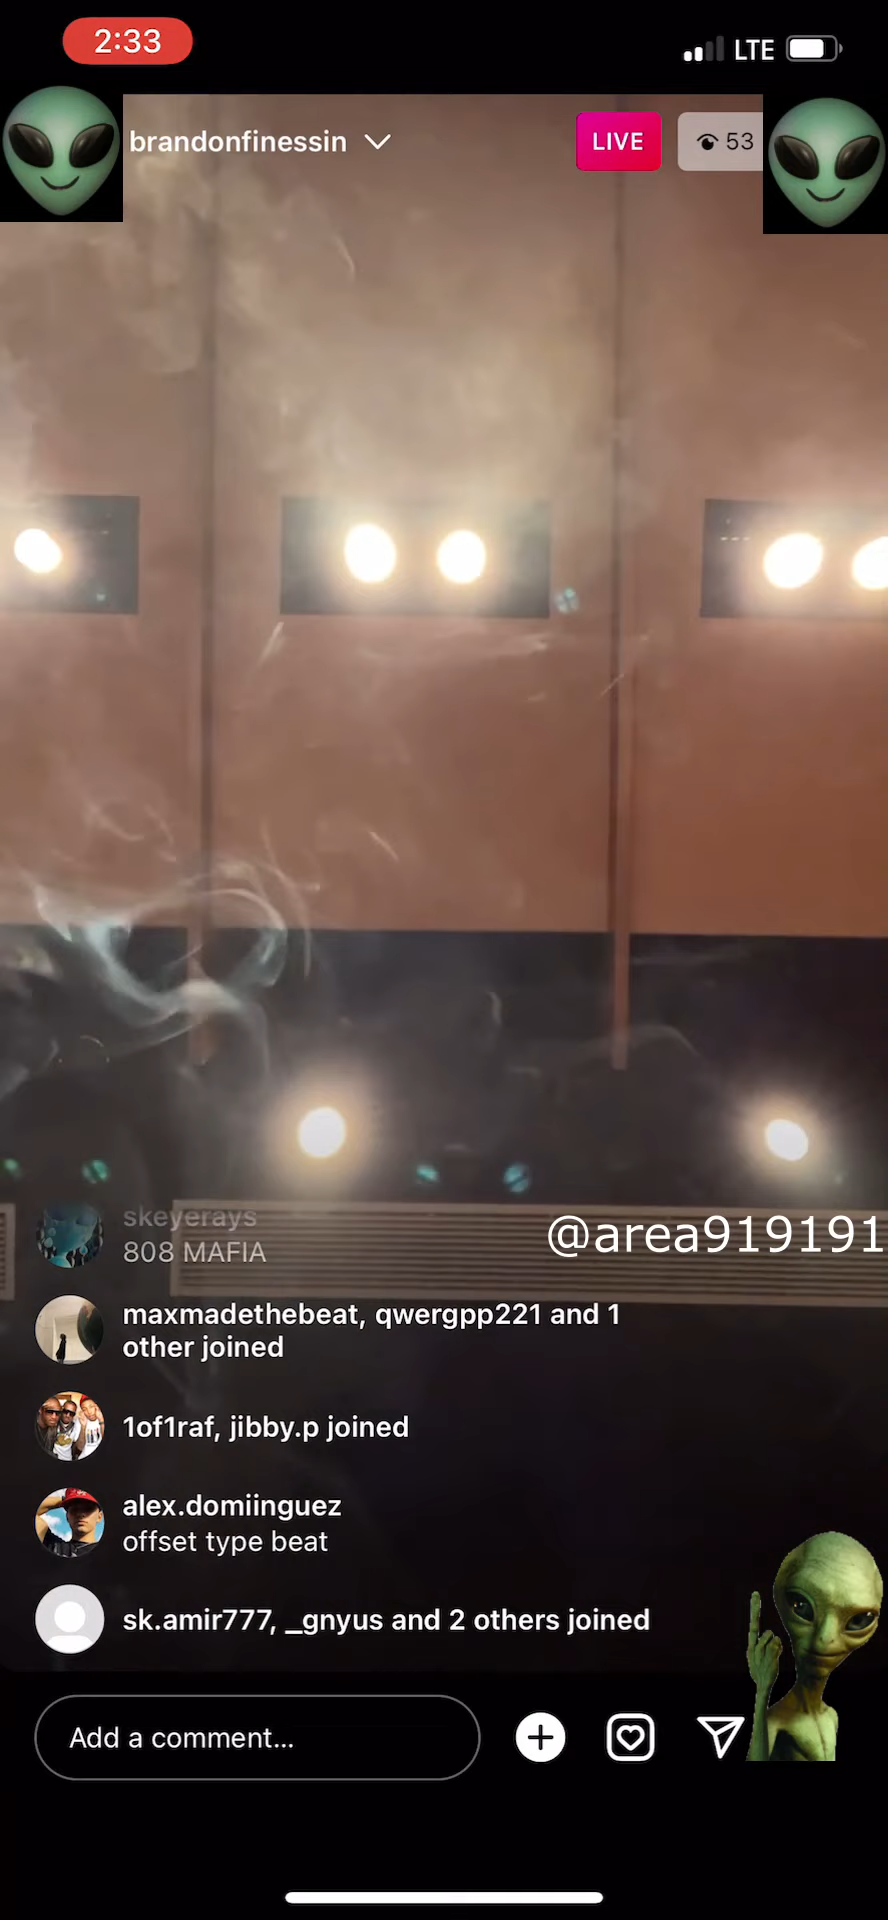 2:33
LTE
brandonfinessin
LIVE
53
skeyerays
808 MAFIA
@area919191
maxmadethebeat, qwergpp221 and 1
other joined
1of1raf, jibby.p joined
alex.domiinguez
offset type beat
sk.amir777, _gnyus and 2 others joined
Add a comment...